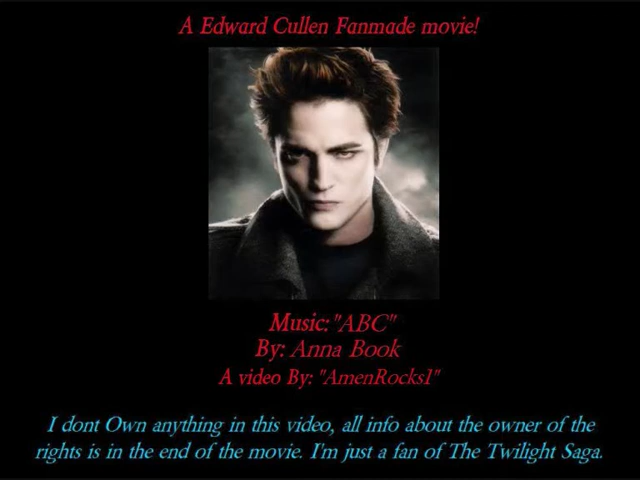 A Edward Cullen Fanmade movie!
Music: "ABC"
By: Anna Book
A video By: "AmenRocks1"
I dont Own anything in this video, all info about the owner of the
rights is in the end of the movie. I'm just a fan of The Twilight Saga.